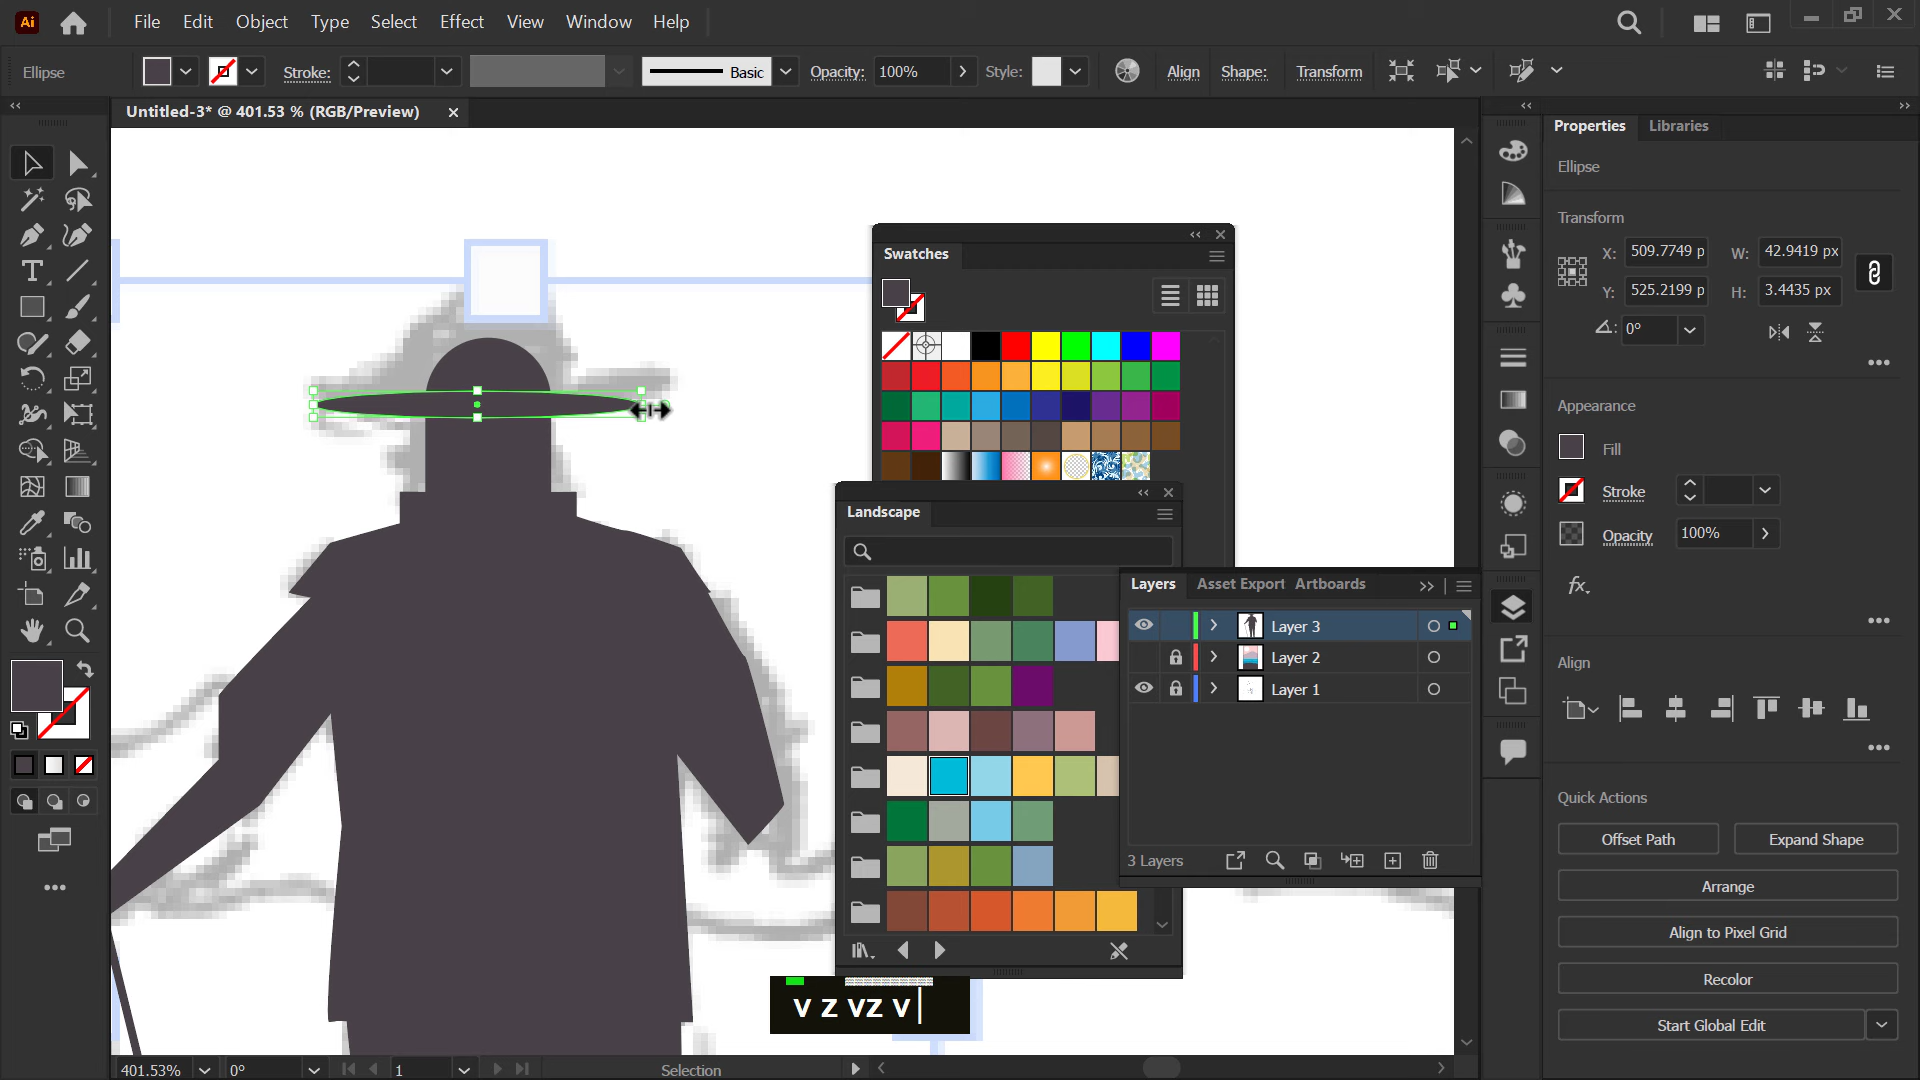 Ai File Edit Object Type Select Effect View Window Help
Ellipse Stroke: Basic Opacity: 100% Style: Align Shape: Transform
Untitled-3* @ 401.53 % (RGB/Preview)
Properties Libraries
Ellipse
Transform
X: 509.7749 p W: 42.9419 px
Y: 525.2199 p H: 3.4435 px
0°
Appearance
Fill
Stroke
Opacity 100%
fx
Align
Quick Actions
Offset Path Expand Shape
Arrange
Align to Pixel Grid
Recolor
Start Global Edit
Swatches
Landscape
Layers Asset Export Artboards
Layer 3
Layer 2
Layer 1
3 Layers
V Z VZ V
401.53% 0° 1 Selection